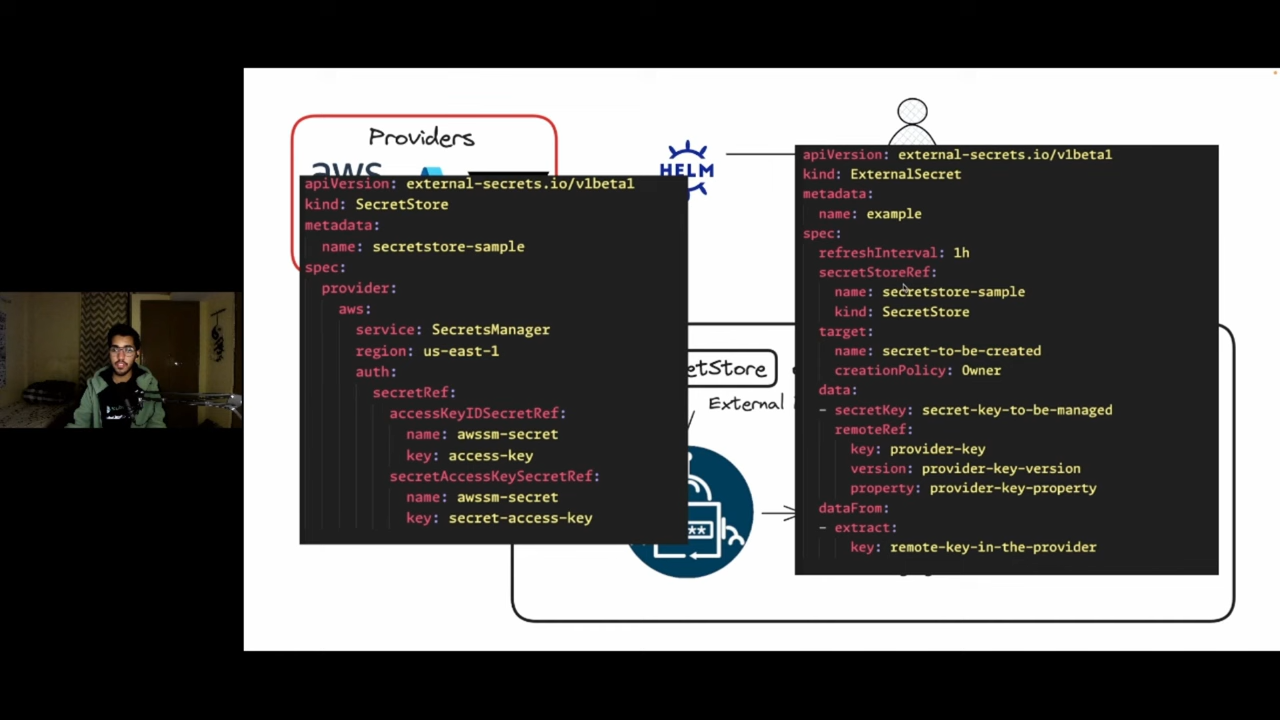 Providers
aws
HELM
apiVersion: external-secrets.io/v1beta1
kind: SecretStore
metadata:
  name: secretstore-sample
spec:
  provider:
    aws:
      service: SecretsManager
      region: us-east-1
      auth:
        secretRef:
          accessKeyIDSecretRef:
            name: awssm-secret
            key: access-key
          secretAccessKeySecretRef:
            name: awssm-secret
            key: secret-access-key
etStore
External
**
apiVersion: external-secrets.io/v1beta1
kind: ExternalSecret
metadata:
  name: example
spec:
  refreshInterval: 1h
  secretStoreRef:
    name: secretstore-sample
    kind: SecretStore
  target:
    name: secret-to-be-created
    creationPolicy: Owner
  data:
  - secretKey: secret-key-to-be-managed
    remoteRef:
      key: provider-key
      version: provider-key-version
      property: provider-key-property
  dataFrom:
  - extract:
      key: remote-key-in-the-provider